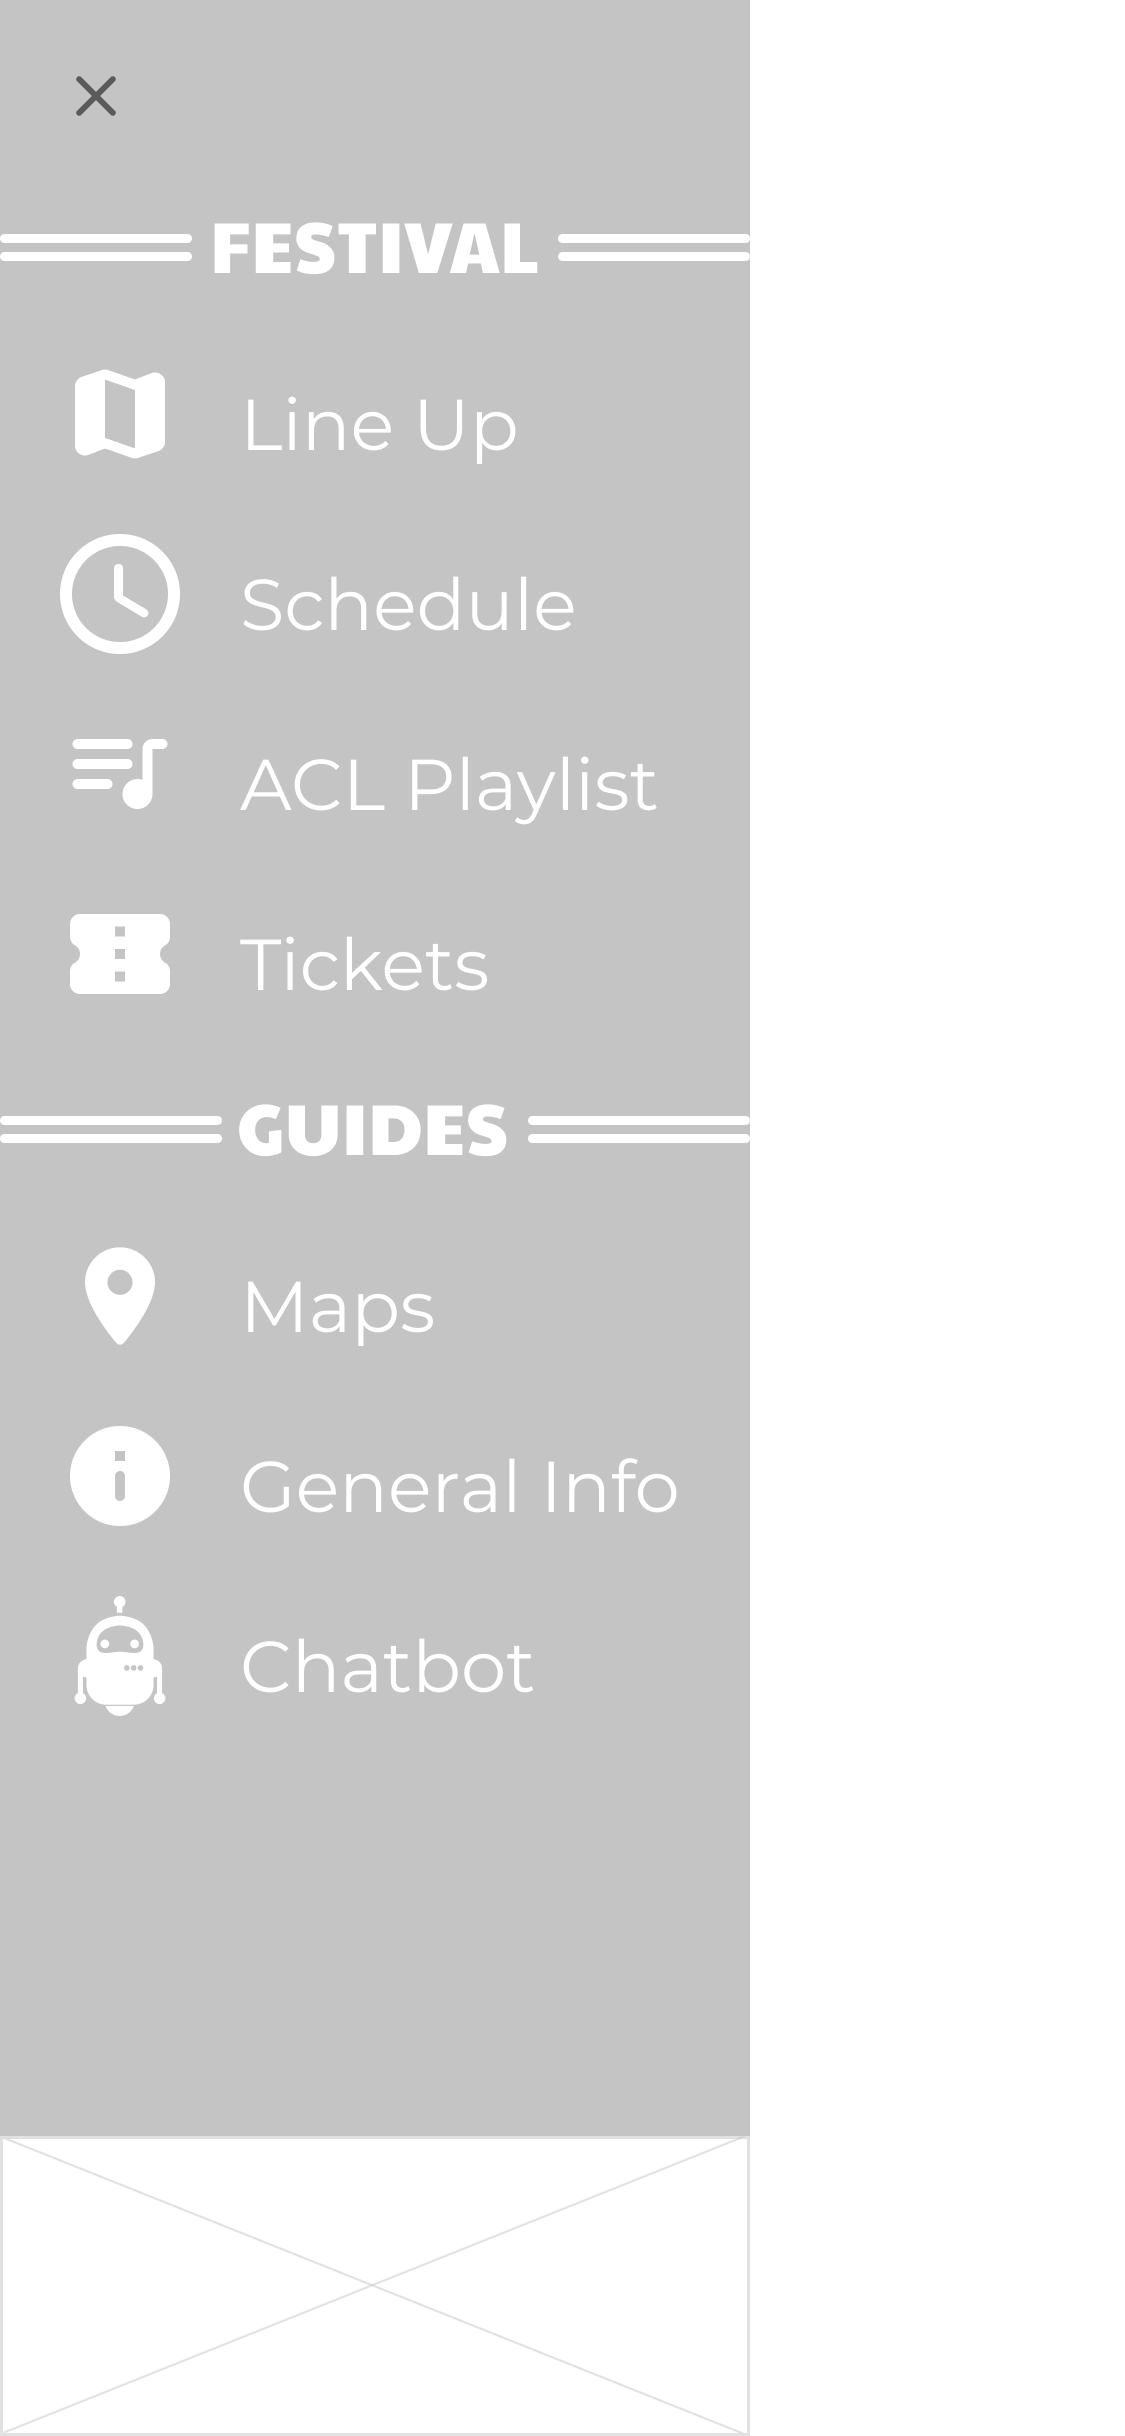 FESTIVAL
Line Up
Schedule
ACL Playlist
Tickets
GUIDES
Maps
General Info
Chatbot